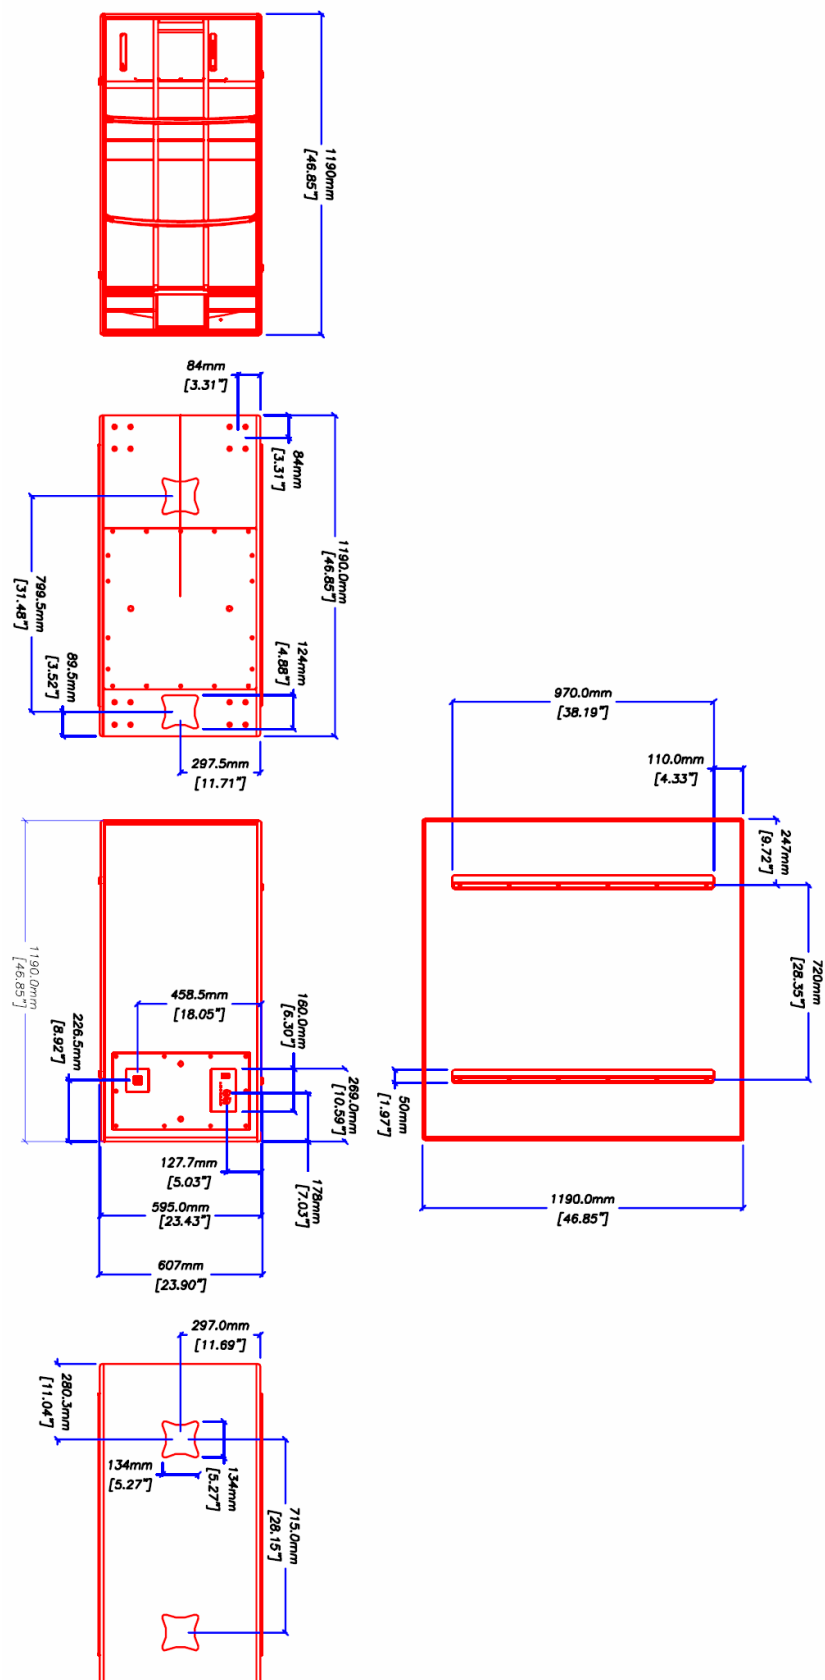 1190mm
[46.85"]
84mm
[3.31"]
84mm
[3.31"]
1190.0mm
[46.85"]
799.5mm
[31.48"]
124mm
[4.88"]
89.5mm
[3.52"]
297.5mm
[11.71"]
970.0mm
[38.19"]
110.0mm
[4.33"]
247mm
[9.72"]
720mm
[28.35"]
50mm
[1.97"]
1190.0mm
[46.85"]
1190.0mm
[46.85"]
458.5mm
[18.05"]
160.0mm
[6.30"]
226.5mm
[8.92"]
269.0mm
[10.59"]
127.7mm
[5.03"]
178mm
[7.03"]
595.0mm
[23.43"]
607mm
[23.90"]
297.0mm
[11.69"]
280.3mm
[11.04"]
134mm
[5.27"]
134mm
[5.27"]
715.0mm
[28.15"]